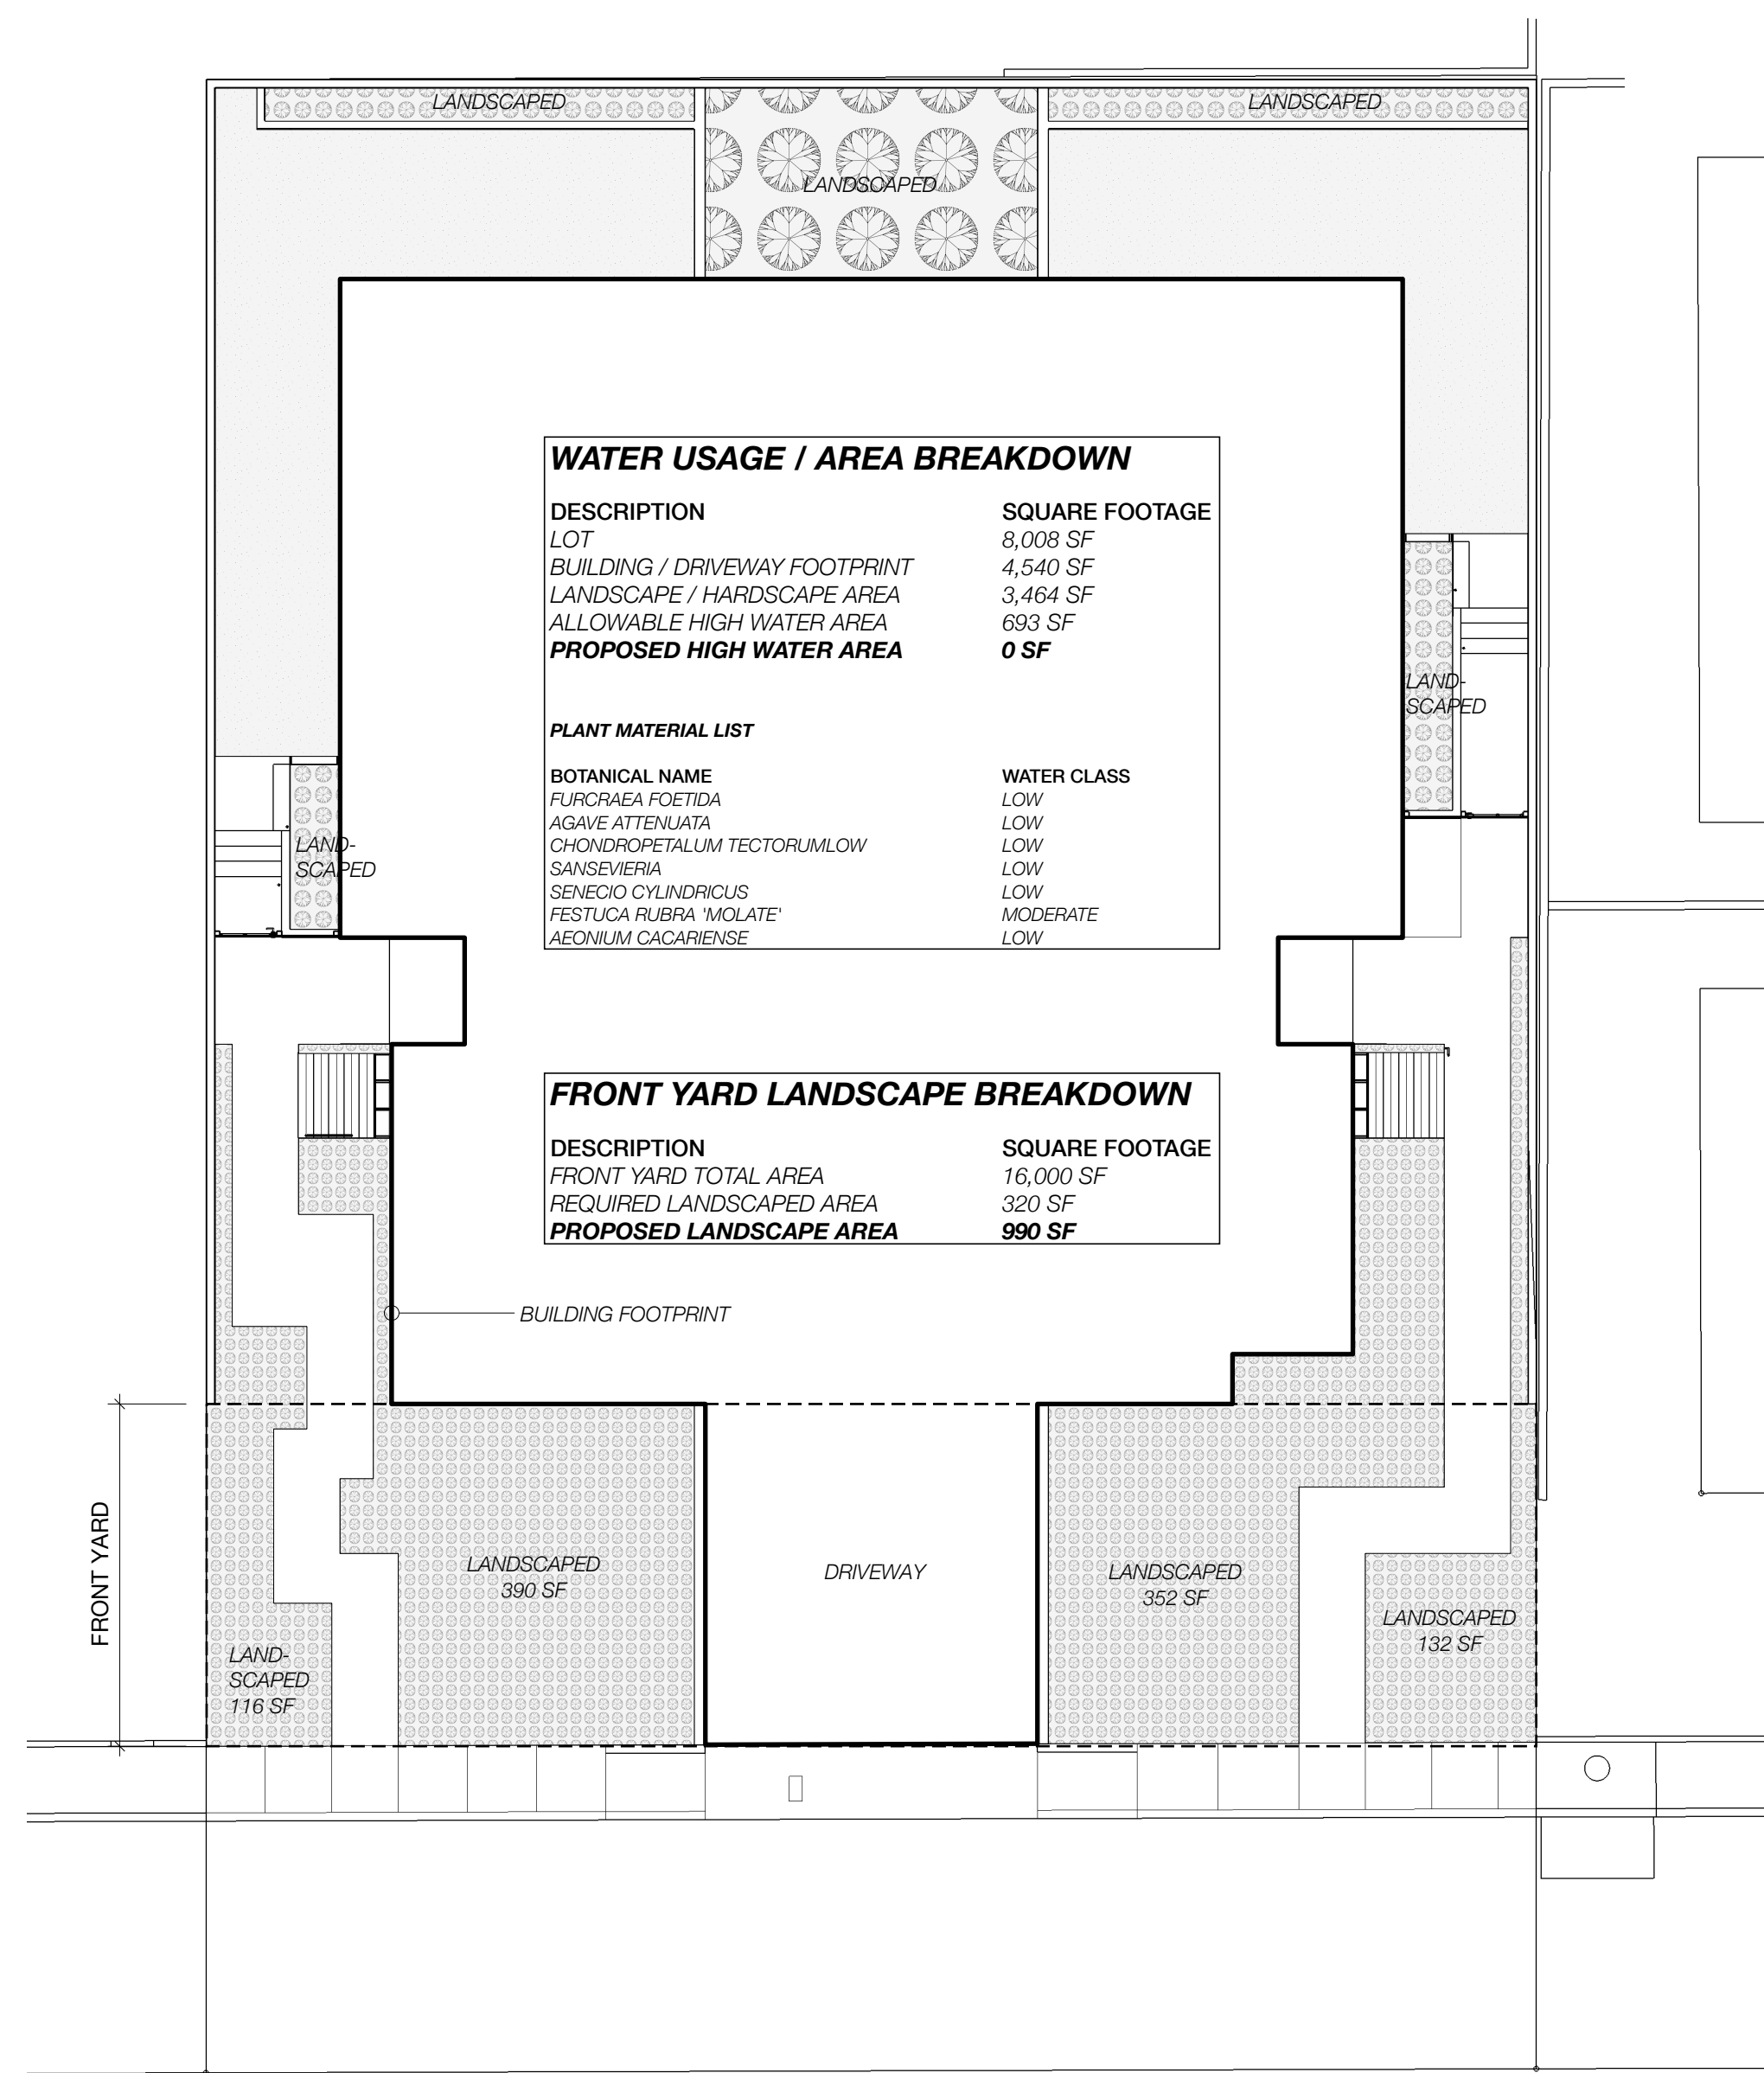 LANDSCAPED
LANDSCAPED
LANDSCAPED
WATER USAGE / AREA BREAKDOWN
DESCRIPTION SQUARE FOOTAGE
LOT 8,008 SF
BUILDING / DRIVEWAY FOOTPRINT 4,540 SF
LANDSCAPE / HARDSCAPE AREA 3,464 SF
ALLOWABLE HIGH WATER AREA 693 SF
PROPOSED HIGH WATER AREA 0 SF
PLANT MATERIAL LIST
BOTANICAL NAME WATER CLASS
FURCRAEA FOETIDA LOW
AGAVE ATTENUATA LOW
CHONDROPETALUM TECTORUMLOW LOW
SANSEVIERIA LOW
SENECIO CYLINDRICUS LOW
FESTUCA RUBRA 'MOLATE' MODERATE
AEONIUM CACARIENSE LOW
LAND-
SCAPED
LAND-
SCAPED
FRONT YARD LANDSCAPE BREAKDOWN
DESCRIPTION SQUARE FOOTAGE
FRONT YARD TOTAL AREA 16,000 SF
REQUIRED LANDSCAPED AREA 320 SF
PROPOSED LANDSCAPE AREA 990 SF
BUILDING FOOTPRINT
FRONT YARD
LAND-
SCAPED
116 SF
LANDSCAPED
390 SF
DRIVEWAY
LANDSCAPED
352 SF
LANDSCAPED
132 SF